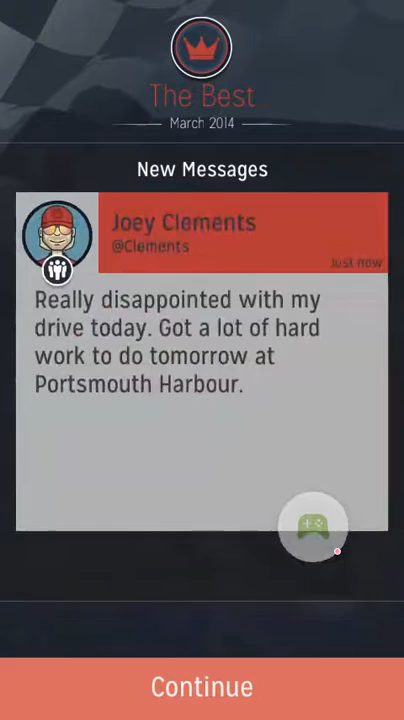 The Best
March 2014
New Messages
Joey Clements
@Clements
Just now
Really disappointed with my
drive today. Got a lot of hard
work to do tomorrow at
Portsmouth Harbour.
Continue